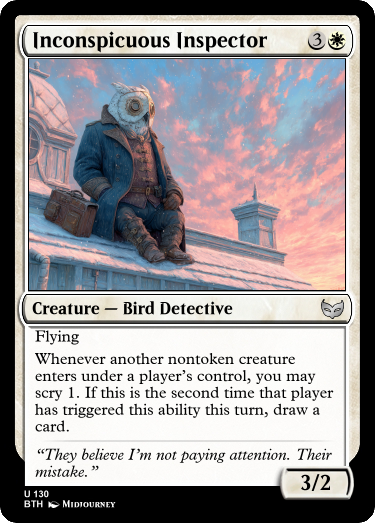 Inconspicuous Inspector 3
Creature — Bird Detective
Flying
Whenever another nontoken creature
enters under a player's control, you may
scry 1. If this is the second time that player
has triggered this ability this turn, draw a
card.
“They believe I'm not paying attention. Their
mistake.”
3/2
U 130
BTH Midjourney